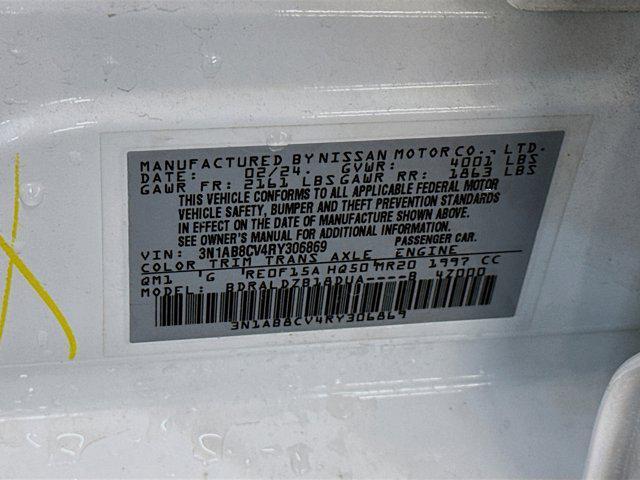 MANUFACTURED BY NISSAN MOTOR CO., LTD.
DATE: 02/24 GVWR: 4001 LBS
GAWR FR: 2161 LBS GAWR RR: 1863 LBS
THIS VEHICLE CONFORMS TO ALL APPLICABLE FEDERAL MOTOR
VEHICLE SAFETY, BUMPER AND THEFT PREVENTION STANDARDS
IN EFFECT ON THE DATE OF MANUFACTURE SHOWN ABOVE.
SEE OWNER'S MANUAL FOR ADDITIONAL INFORMATION.
VIN: 3N1AB8CV4RY306869 PASSENGER CAR.
COLOR TRIM TRANS AXLE ENGINE
QM1 G RE0F15A HQ50 MR20 1997 CC
MODEL: BDRALDZB18DUA----B 47000
3N1AB8CV4RY306869